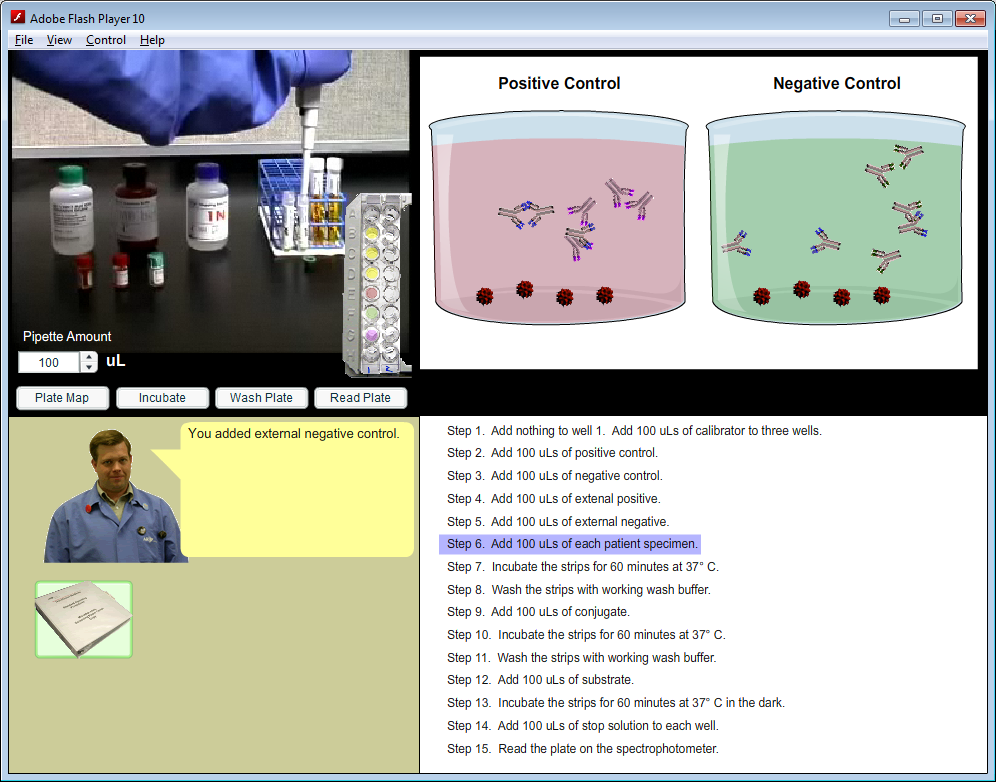 Adobe Flash Player 10
File View Control Help
Positive Control
Negative Control
IN
A
B
C
D
E
F
G
H
1 2
Pipette Amount
100 uL
Plate Map Incubate Wash Plate Read Plate
You added external negative control.
Step 1. Add nothing to well 1. Add 100 uLs of calibrator to three wells.
Step 2. Add 100 uLs of positive control.
Step 3. Add 100 uLs of negative control.
Step 4. Add 100 uLs of extenal positive.
Step 5. Add 100 uLs of external negative.
Step 6. Add 100 uLs of each patient specimen.
Step 7. Incubate the strips for 60 minutes at 37° C.
Step 8. Wash the strips with working wash buffer.
Step 9. Add 100 uLs of conjugate.
Step 10. Incubate the strips for 60 minutes at 37° C.
Step 11. Wash the strips with working wash buffer.
Step 12. Add 100 uLs of substrate.
Step 13. Incubate the strips for 60 minutes at 37° C in the dark.
Step 14. Add 100 uLs of stop solution to each well.
Step 15. Read the plate on the spectrophotometer.